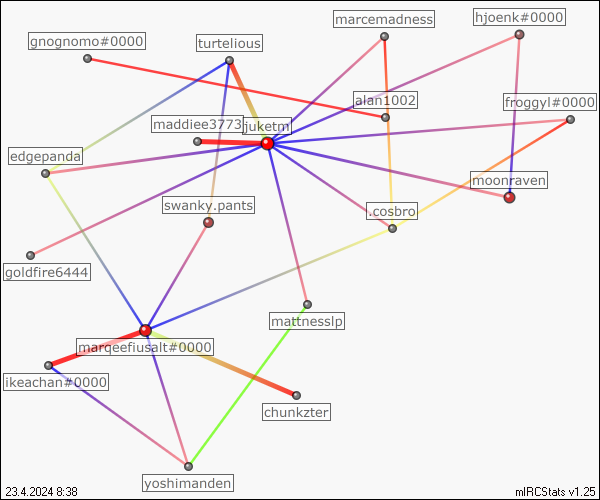 marcemadness
hjoenk#0000
gnognomo#0000
turtelious
alan1002
froggyl#0000
maddiee3773
juketm
edgepanda
moonraven
swanky.pants
.cosbro
goldfire6444
mattnesslp
marqeefiusalt#0000
ikeachan#0000
chunkzter
yoshimanden
23.4.2024 8:38
mIRCStats v1.25